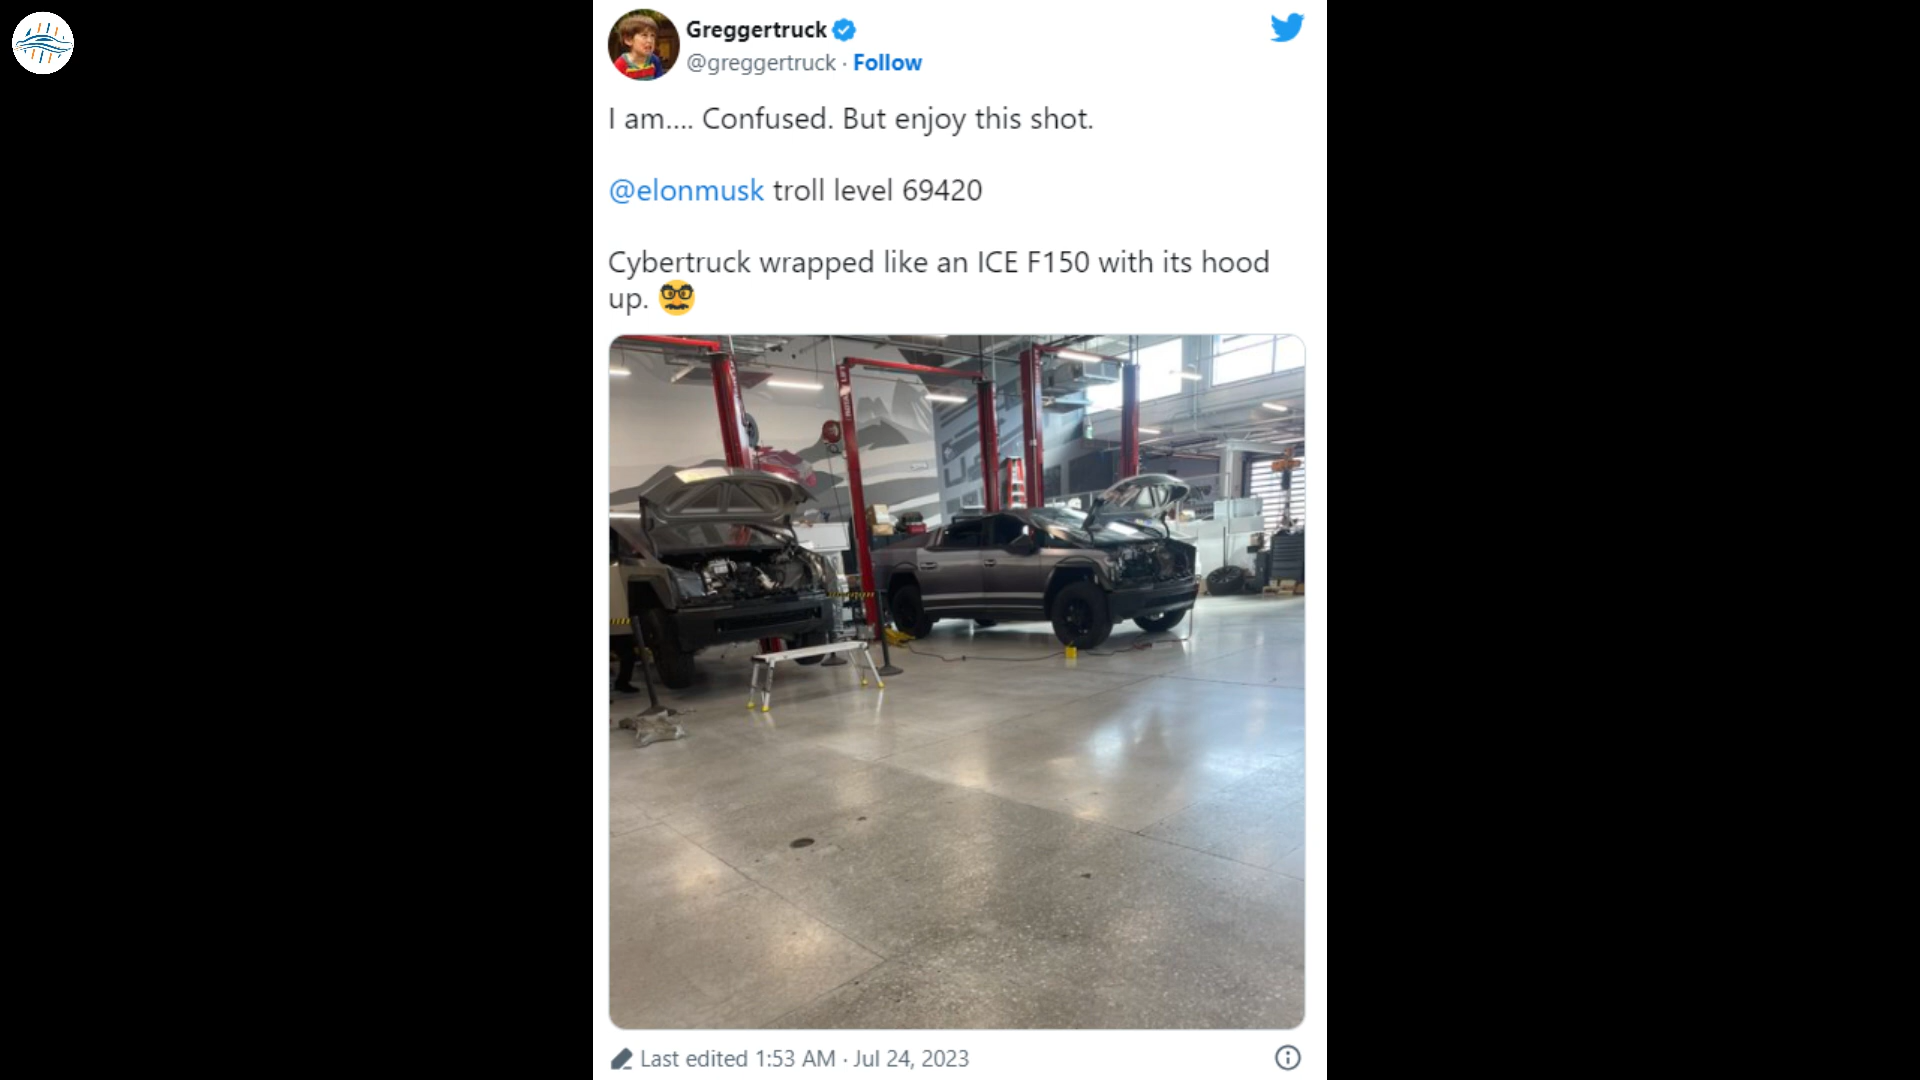 Greggertruck
@greggertruck · Follow
I am.... Confused. But enjoy this shot.
@elonmusk troll level 69420
Cybertruck wrapped like an ICE F150 with its hood
up. 🥸
Last edited 1:53 AM · Jul 24, 2023